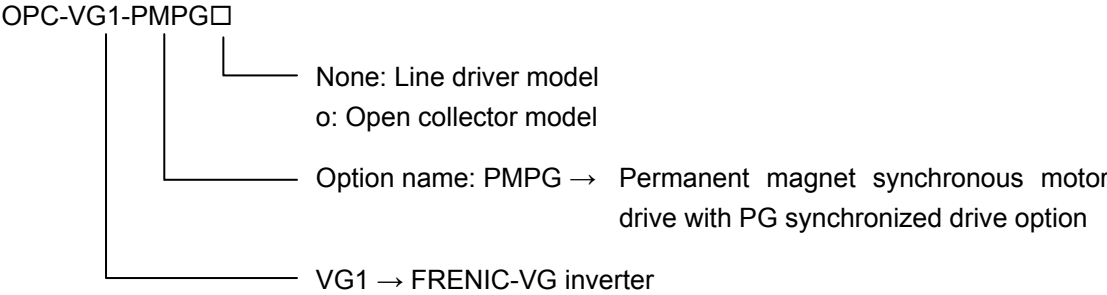 OPC-VG1-PMPG□
None: Line driver model
o: Open collector model
Option name: PMPG → Permanent magnet synchronous motor
drive with PG synchronized drive option
VG1 → FRENIC-VG inverter